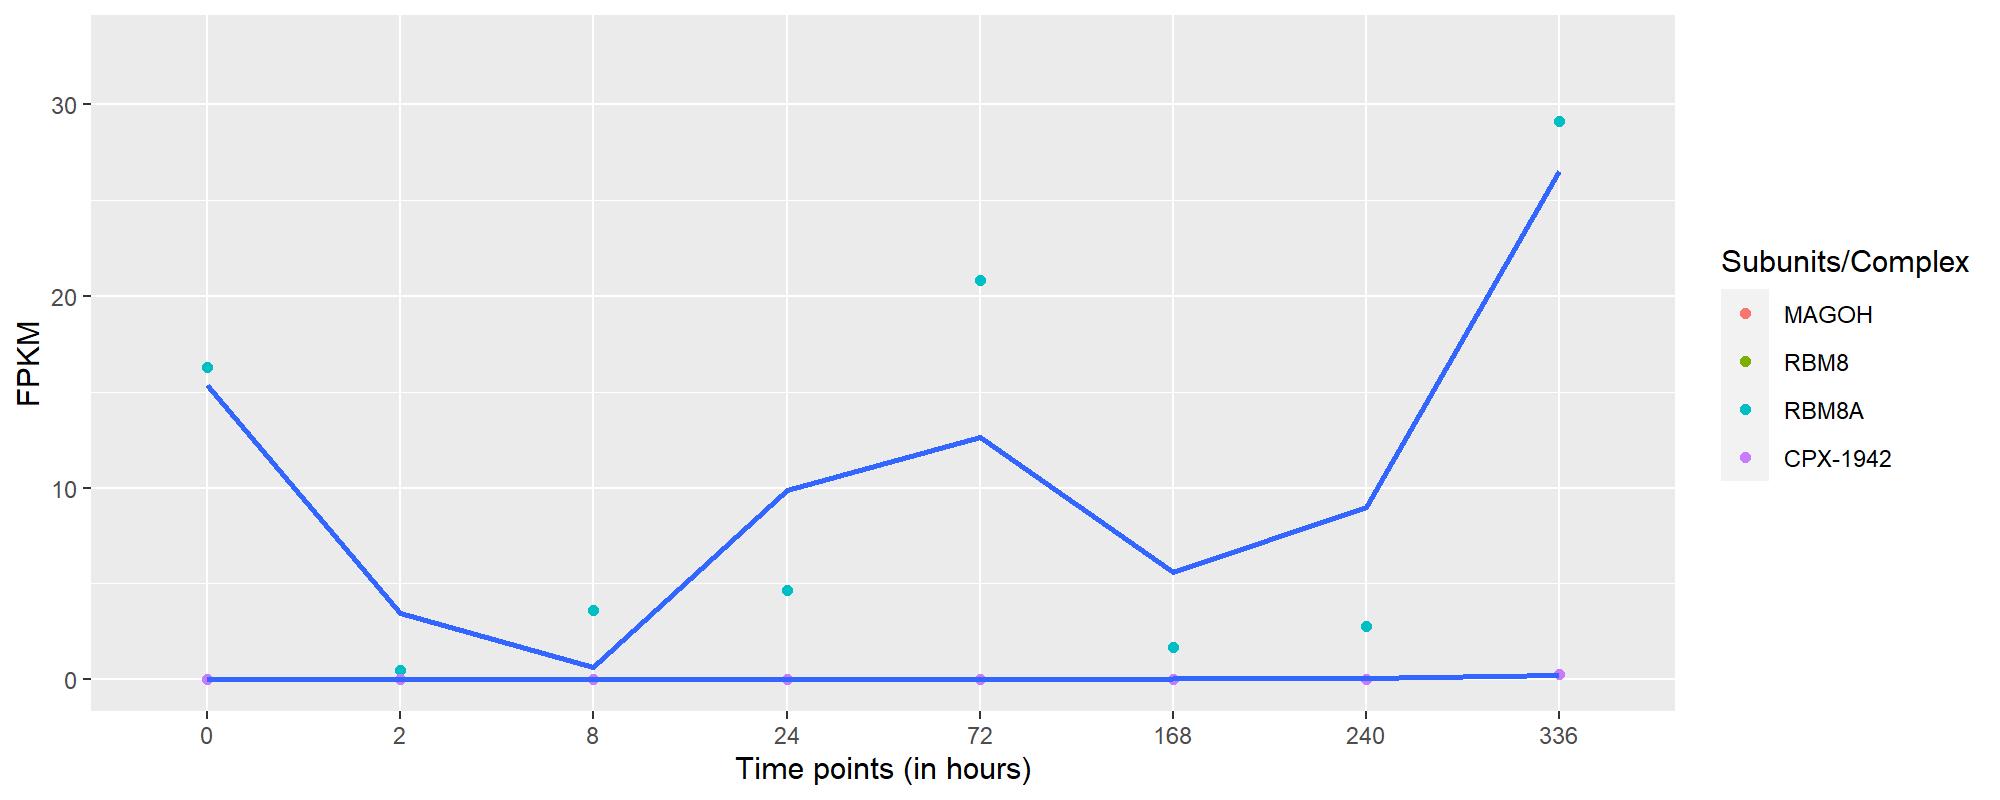 30
20
10
0
FPKM
0 2 8 24 72 168 240 336
Time points (in hours)
Subunits/Complex
MAGOH
RBM8
RBM8A
CPX-1942